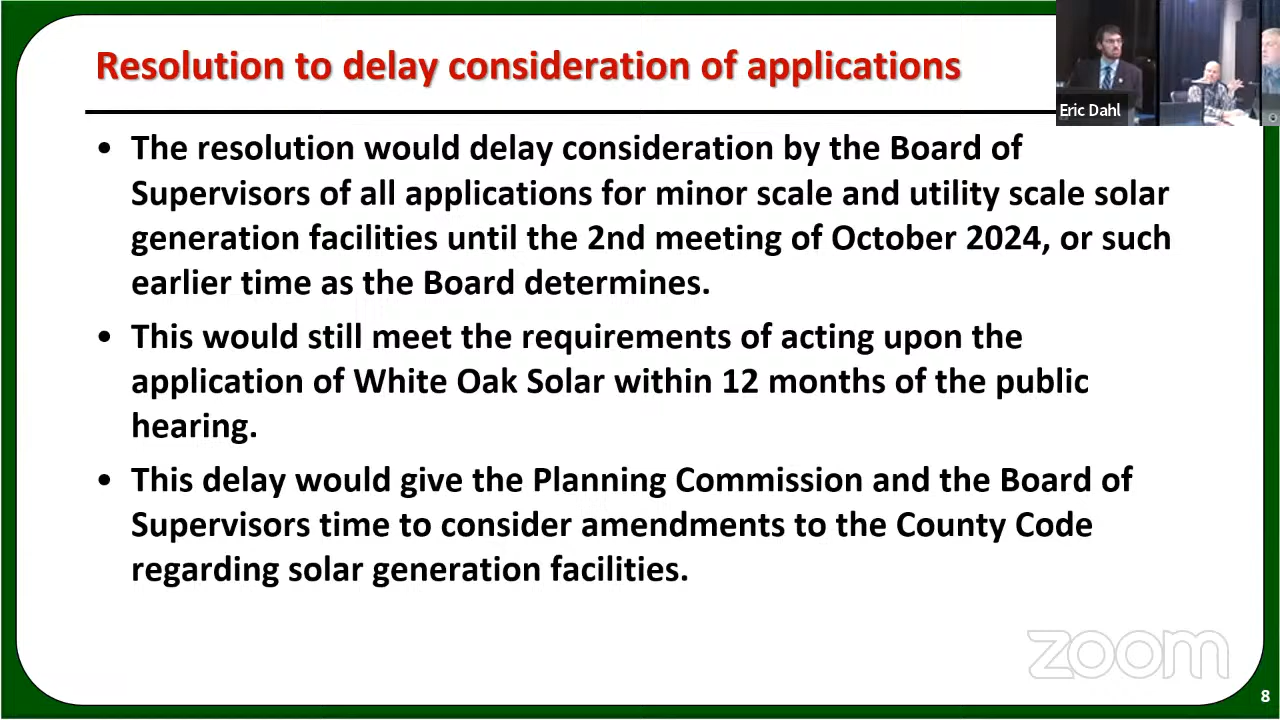 Resolution to delay consideration of applications
Eric Dahl
• The resolution would delay consideration by the Board of
Supervisors of all applications for minor scale and utility scale solar
generation facilities until the 2nd meeting of October 2024, or such
earlier time as the Board determines.
• This would still meet the requirements of acting upon the
application of White Oak Solar within 12 months of the public
hearing.
• This delay would give the Planning Commission and the Board of
Supervisors time to consider amendments to the County Code
regarding solar generation facilities.
zoom
8